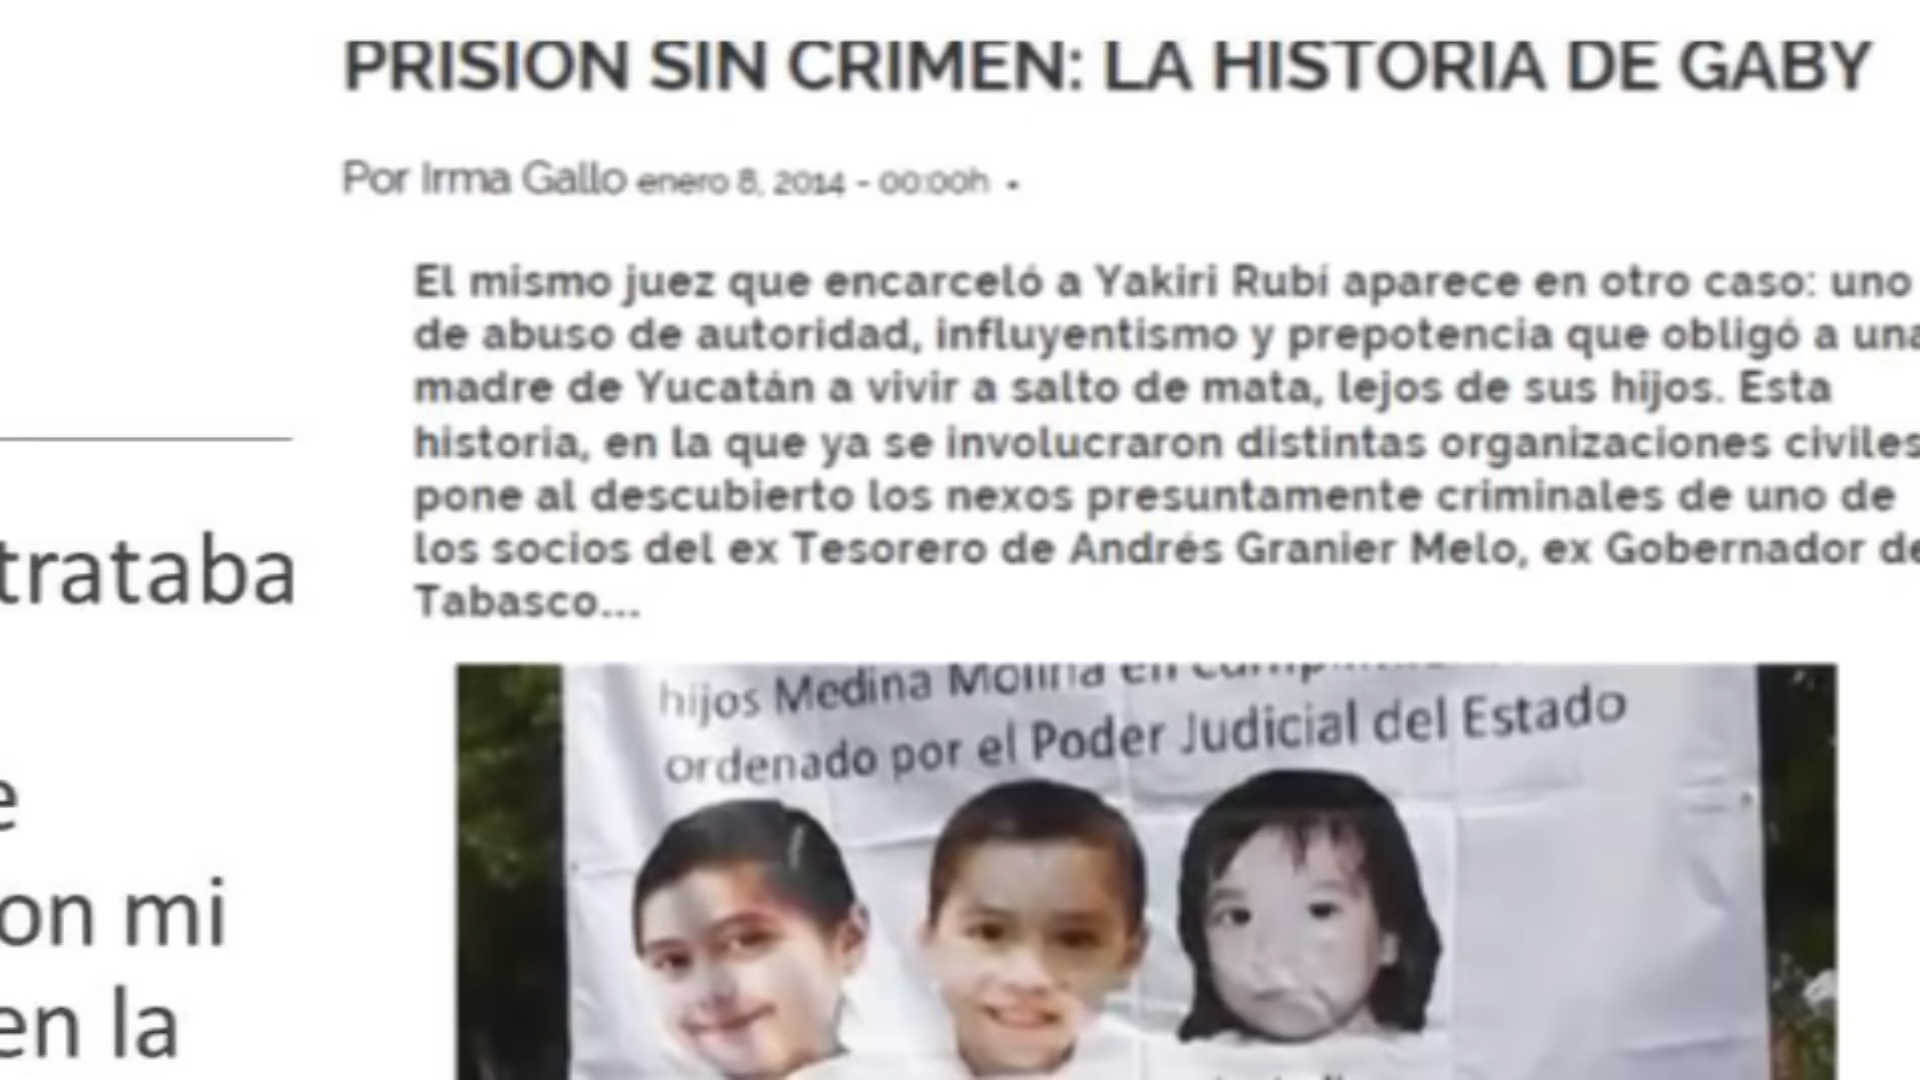 PRISION SIN CRIMEN: LA HISTORIA DE GABY
Por Irma Gallo enero 8, 2014 - 00:00h •
El mismo juez que encarceló a Yakiri Rubí aparece en otro caso: uno
de abuso de autoridad, influyentismo y prepotencia que obligó a una
madre de Yucatán a vivir a salto de mata, lejos de sus hijos. Esta
historia, en la que ya se involucraron distintas organizaciones civiles
pone al descubierto los nexos presuntamente criminales de uno de
los socios del ex Tesorero de Andrés Granier Melo, ex Gobernador de
Tabasco...
trataba
e
on mi
en la
hijos Medina Molina en
ordenado por el Poder Judicial del Estado